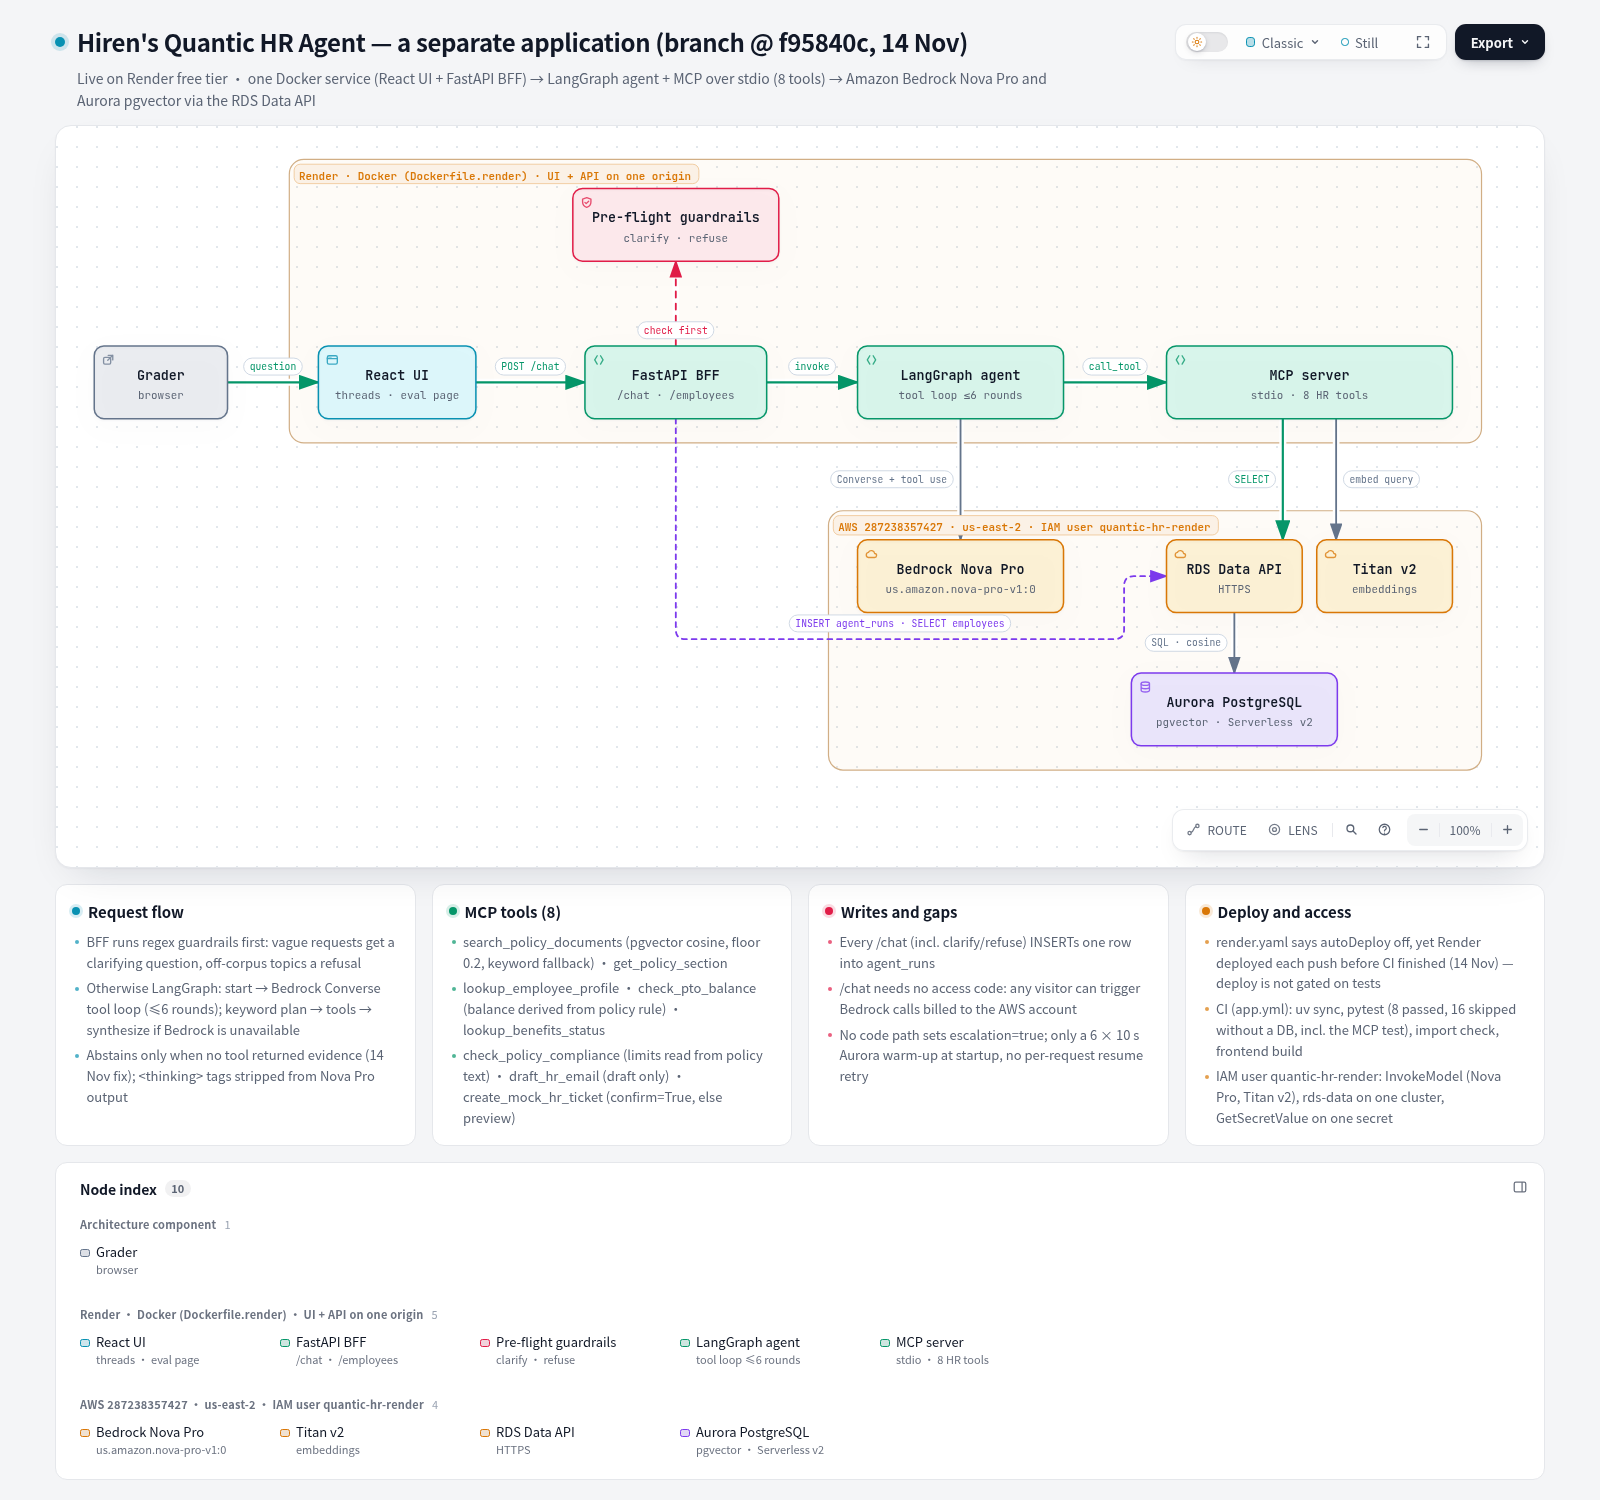 Hiren's Quantic HR Agent — a separate application (branch @ f95840c, 14 Nov)
Classic
Still
Export
Live on Render free tier • one Docker service (React UI + FastAPI BFF) → LangGraph agent + MCP over stdio (8 tools) → Amazon Bedrock Nova Pro and
Aurora pgvector via the RDS Data API
Render · Docker (Dockerfile.render) · UI + API on one origin
Pre-flight guardrails
clarify · refuse
check first
Grader
browser
question
React UI
threads · eval page
POST /chat
FastAPI BFF
/chat · /employees
invoke
LangGraph agent
tool loop ≤6 rounds
call_tool
MCP server
stdio · 8 HR tools
Converse + tool use
SELECT
embed query
AWS 287238357427 · us-east-2 · IAM user quantic-hr-render
Bedrock Nova Pro
us.amazon.nova-pro-v1:0
RDS Data API
HTTPS
Titan v2
embeddings
INSERT agent_runs · SELECT employees
SQL · cosine
Aurora PostgreSQL
pgvector · Serverless v2
ROUTE
LENS
100%
Request flow
• BFF runs regex guardrails first: vague requests get a
clarifying question, off-corpus topics a refusal
• Otherwise LangGraph: start → Bedrock Converse
tool loop (≤6 rounds); keyword plan → tools →
synthesize if Bedrock is unavailable
• Abstains only when no tool returned evidence (14
Nov fix); <thinking> tags stripped from Nova Pro
output
MCP tools (8)
• search_policy_documents (pgvector cosine, floor
0.2, keyword fallback) • get_policy_section
• lookup_employee_profile • check_pto_balance
(balance derived from policy rule) •
lookup_benefits_status
• check_policy_compliance (limits read from policy
text) • draft_hr_email (draft only) •
create_mock_hr_ticket (confirm=True, else
preview)
Writes and gaps
• Every /chat (incl. clarify/refuse) INSERTs one row
into agent_runs
• /chat needs no access code: any visitor can trigger
Bedrock calls billed to the AWS account
• No code path sets escalation=true; only a 6 × 10 s
Aurora warm-up at startup, no per-request resume
retry
Deploy and access
• render.yaml says autoDeploy off, yet Render
deployed each push before CI finished (14 Nov) —
deploy is not gated on tests
• CI (app.yml): uv sync, pytest (8 passed, 16 skipped
without a DB, incl. the MCP test), import check,
frontend build
• IAM user quantic-hr-render: InvokeModel (Nova
Pro, Titan v2), rds-data on one cluster,
GetSecretValue on one secret
Node index 10
Architecture component 1
Grader
browser
Render • Docker (Dockerfile.render) • UI + API on one origin 5
React UI
threads • eval page
FastAPI BFF
/chat • /employees
Pre-flight guardrails
clarify • refuse
LangGraph agent
tool loop ≤6 rounds
MCP server
stdio • 8 HR tools
AWS 287238357427 • us-east-2 • IAM user quantic-hr-render 4
Bedrock Nova Pro
us.amazon.nova-pro-v1:0
Titan v2
embeddings
RDS Data API
HTTPS
Aurora PostgreSQL
pgvector • Serverless v2